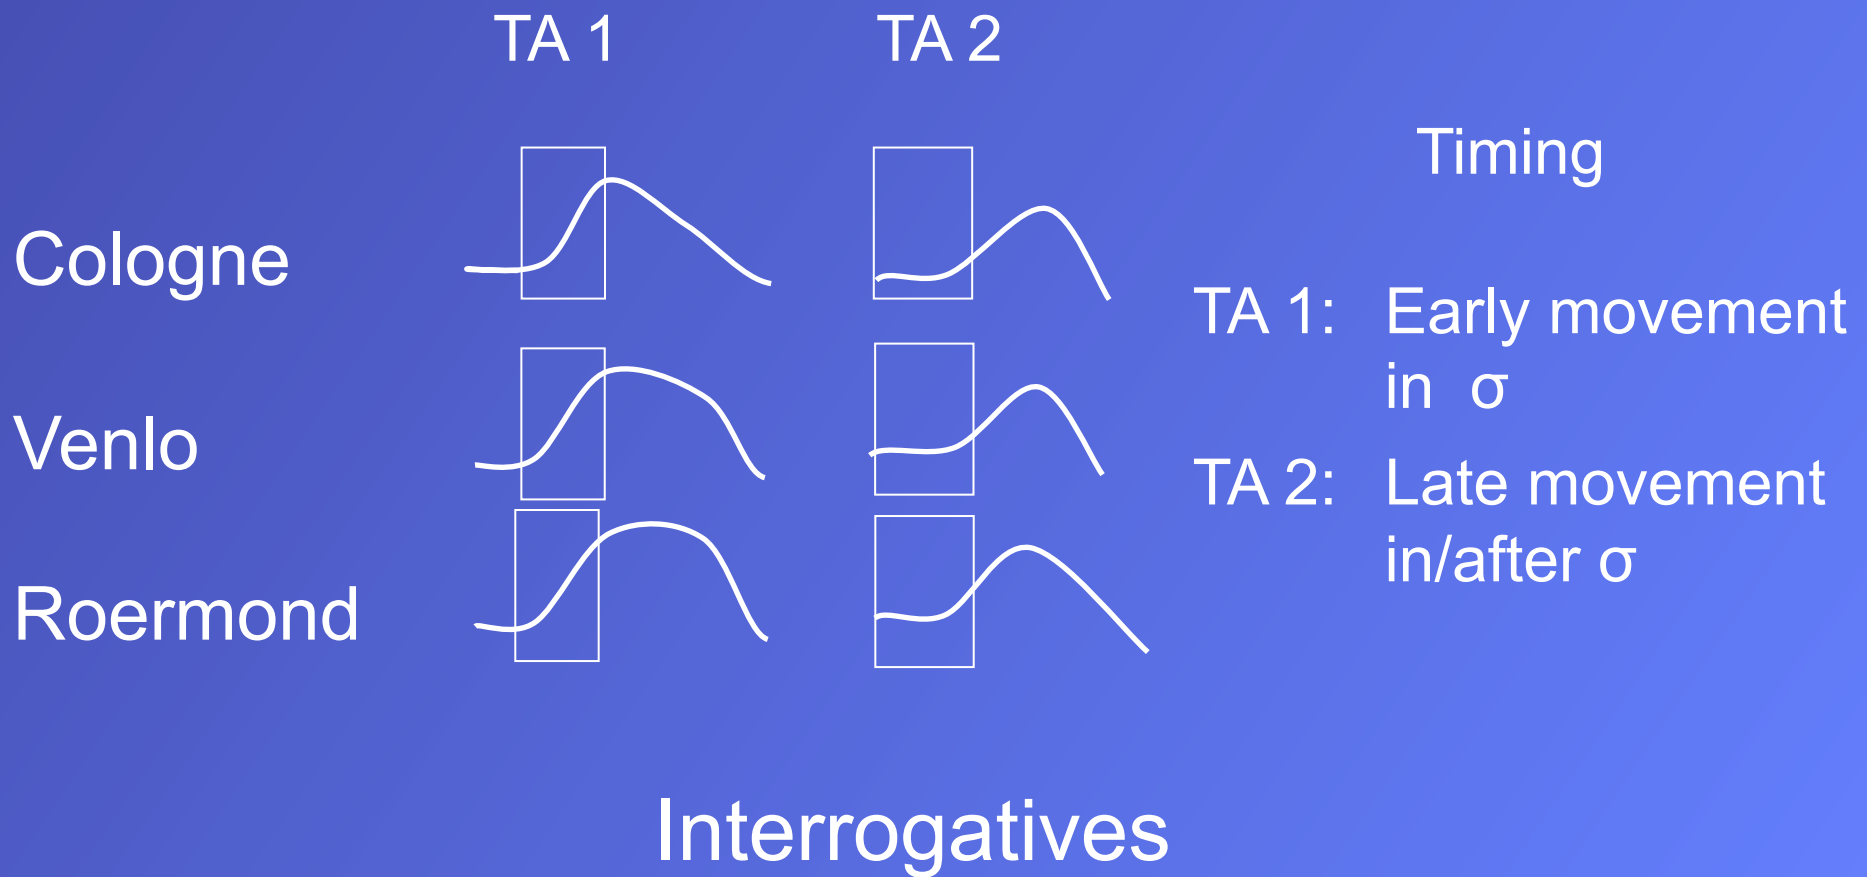 TA 1 TA 2
Timing
Cologne
TA 1: Early movement
in σ
Venlo
TA 2: Late movement
in/after σ
Roermond
Interrogatives